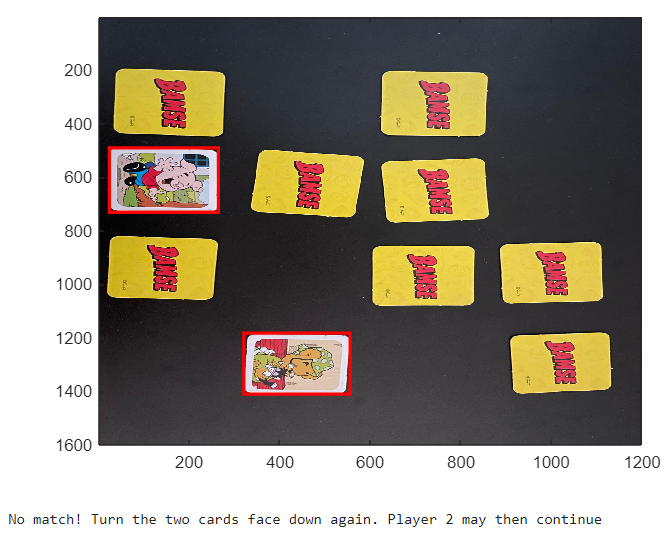 200
BAMSE
BAMSE
400
600
BAMSE
BAMSE
800
BAMSE
BAMSE
BAMSE
1000
1200
BAMSE
1400
1600
200 400 600 800 1000 1200
No match! Turn the two cards face down again. Player 2 may then continue